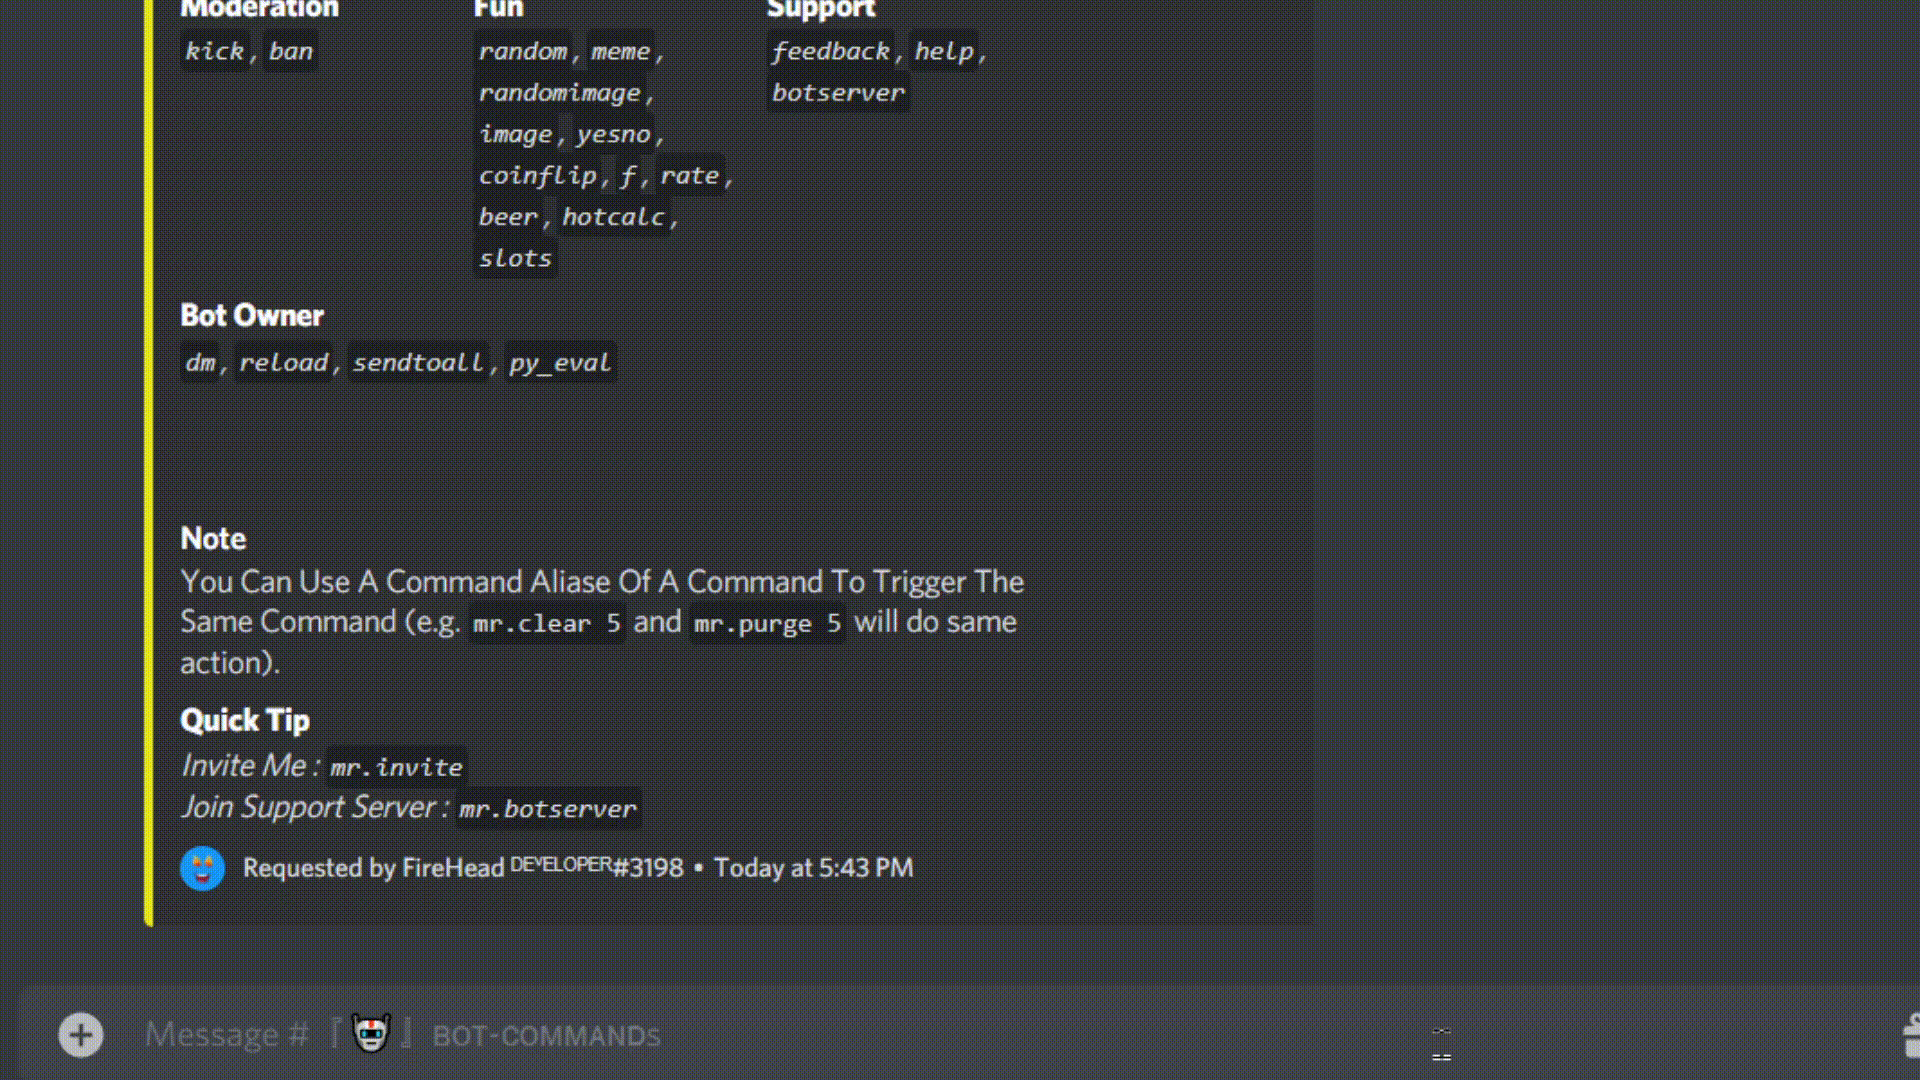 Moderation
kick, ban
Fun
random, meme,
randomimage,
image, yesno,
coinflip, f, rate,
beer, hotcalc,
slots
Support
feedback, help,
botserver
Bot Owner
dm, reload, sendtoall, py_eval
Note
You Can Use A Command Aliase Of A Command To Trigger The
Same Command (e.g. mr.clear 5 and mr.purge 5 will do same
action).
Quick Tip
Invite Me : mr.invite
Join Support Server : mr.botserver
Requested by FireHead ᴰᴱⱽᴱᴸᴼᴾᴱᴿ#3198 • Today at 5:43 PM
Message # 『🤖』 BOT-COMMANDs